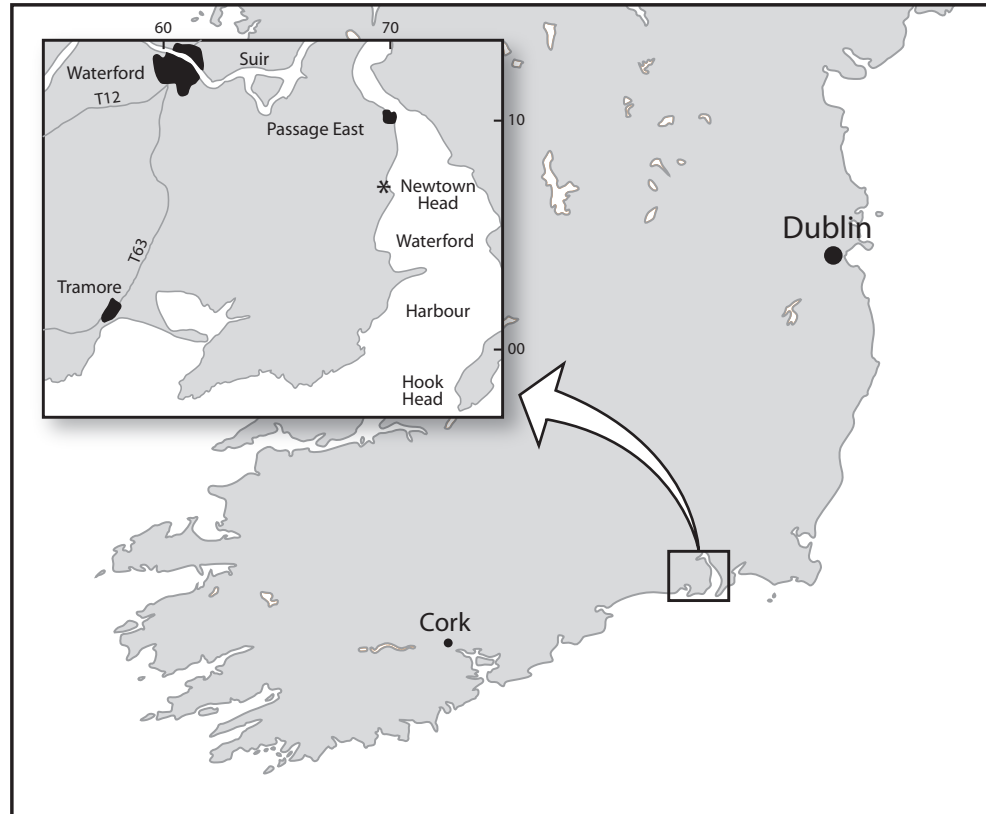 60
70
Waterford
Suir
T12
Passage East
10
*
Newtown
Head
Waterford
T63
Tramore
Harbour
00
Hook
Head
Dublin
Cork